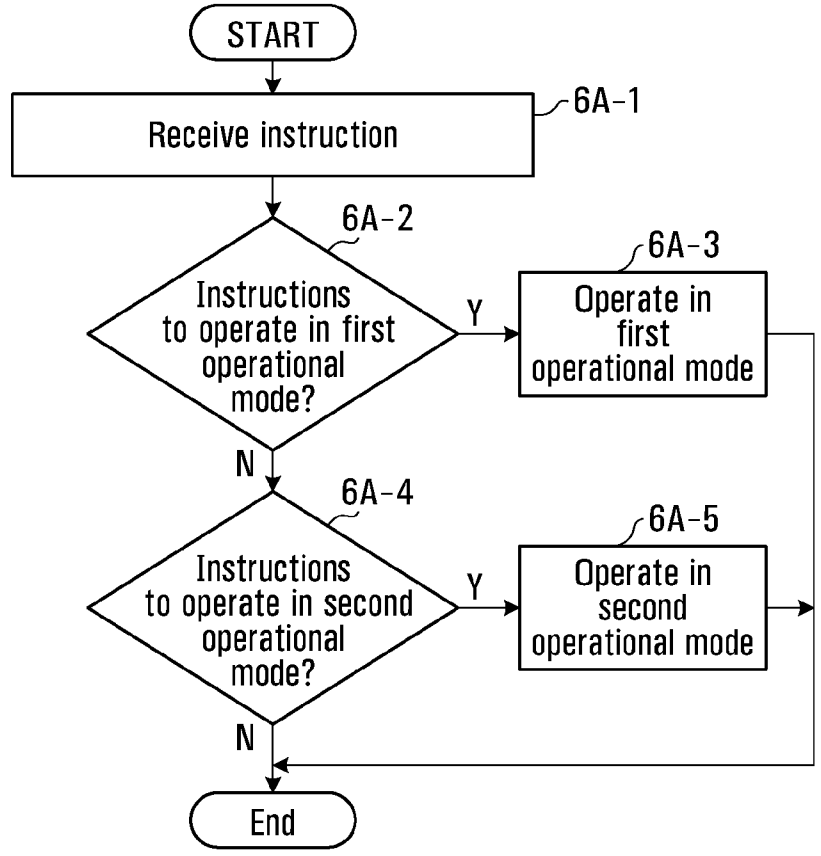 START
6A-1
Receive instruction
6A-2
Instructions
to operate in first
operational
mode?
Y
6A-3
Operate in
first
operational mode
N
6A-4
Instructions
to operate in second
operational
mode?
Y
6A-5
Operate in
second
operational mode
N
End